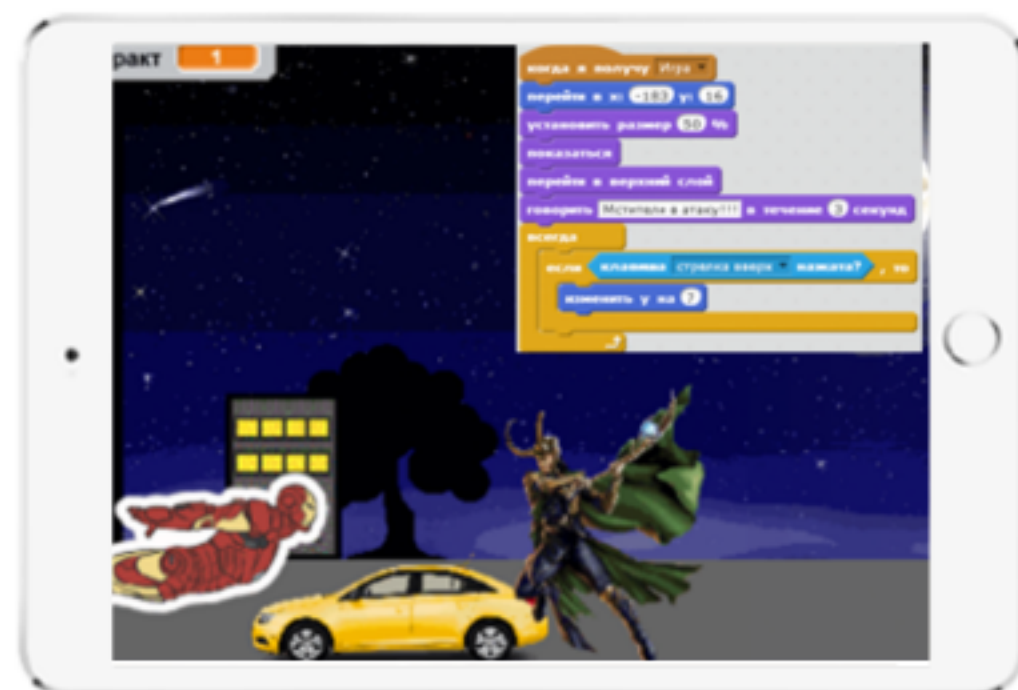 ракт 1
когда я получу Игра
перейти в x: -183 y: 16
установить размер 50 %
показаться
перейти в верхний слой
говорить Мстители в атаку!!! в течение 3 секунд
всегда
если клавиша стрелка вверх нажата? , то
изменить y на 7